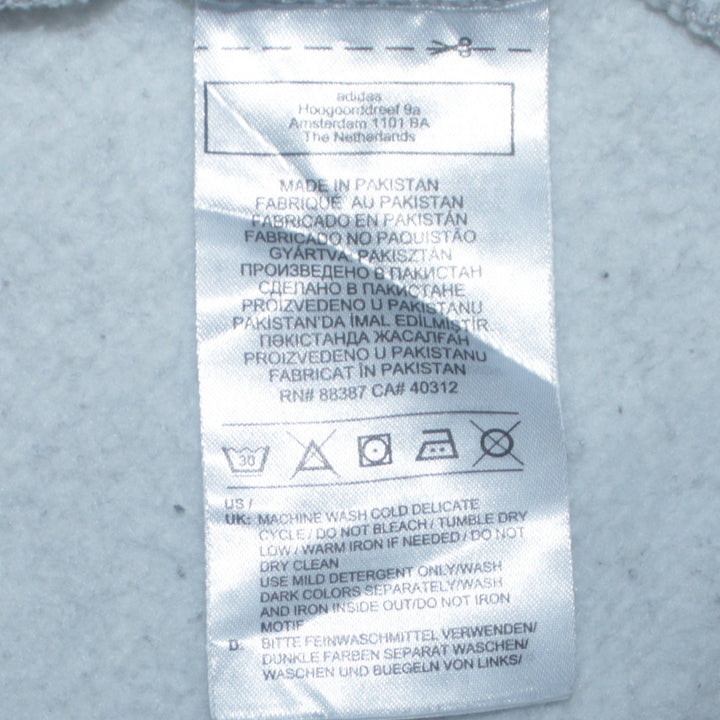 adidas
Hoogoorddreef 9a
Amsterdam 1101 BA
The Netherlands
MADE IN PAKISTAN
FABRIQUÉ AU PAKISTAN
FABRICADO EN PAKISTÁN
FABRICADO NO PAQUISTÃO
GYÁRTVA: PAKISZTÁN
ПРОИЗВЕДЕНО В ПАКИСТАН
СДЕЛАНО В ПАКИСТАНЕ
PROIZVEDENO U PAKISTANU
PAKISTAN'DA İMAL EDİLMİŞTİR.
ПƏКІСТАНДА ЖАСАЛҒАН
PROIZVEDENO U PAKISTANU
FABRICAT ÎN PAKISTAN
RN# 88387 CA# 40312
30
US /
UK: MACHINE WASH COLD DELICATE
CYCLE / DO NOT BLEACH / TUMBLE DRY
LOW / WARM IRON IF NEEDED / DO NOT
DRY CLEAN
USE MILD DETERGENT ONLY/WASH
DARK COLORS SEPARATELY/WASH
AND IRON INSIDE OUT/DO NOT IRON
MOTIF
D: BITTE FEINWASCHMITTEL VERWENDEN/
DUNKLE FARBEN SEPARAT WASCHEN/
WASCHEN UND BUEGELN VON LINKS/